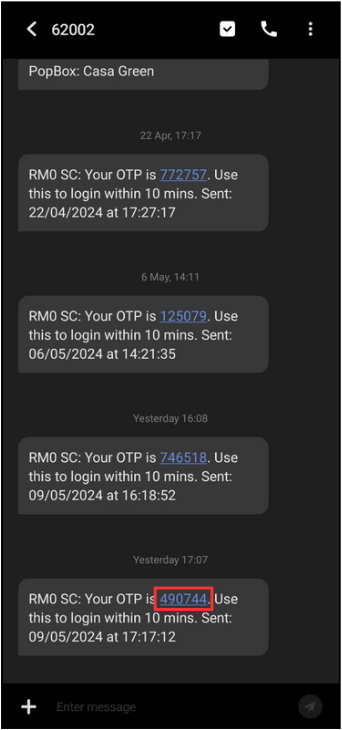 62002
PopBox: Casa Green
22 Apr, 17:17
RM0 SC: Your OTP is 772757. Use
this to login within 10 mins. Sent:
22/04/2024 at 17:27:17
6 May, 14:11
RM0 SC: Your OTP is 125079. Use
this to login within 10 mins. Sent:
06/05/2024 at 14:21:35
Yesterday 16:08
RM0 SC: Your OTP is 746518. Use
this to login within 10 mins. Sent:
09/05/2024 at 16:18:52
Yesterday 17:07
RM0 SC: Your OTP is 490744. Use
this to login within 10 mins. Sent:
09/05/2024 at 17:17:12
Enter message